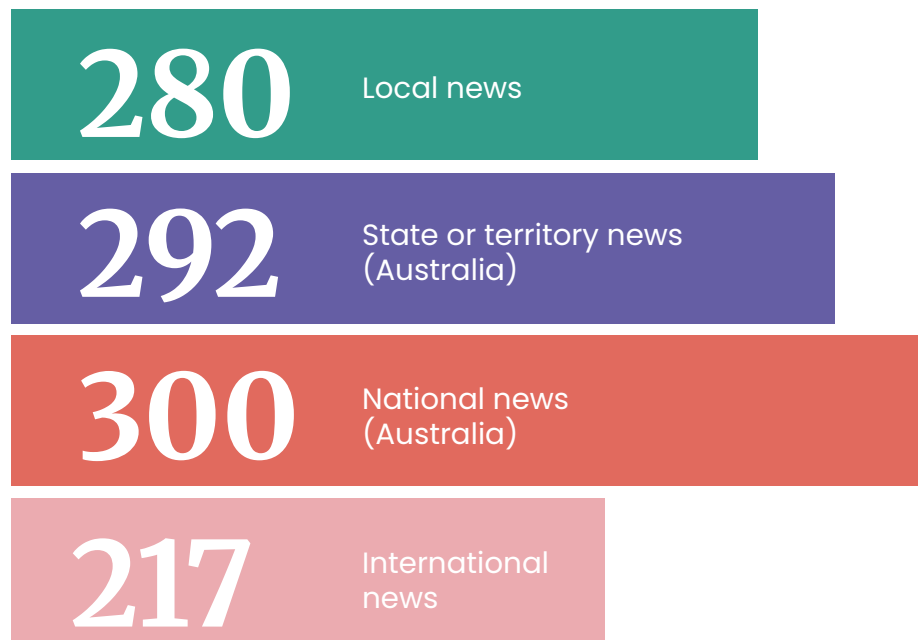 280
Local news
292
State or territory news
(Australia)
300
National news
(Australia)
217
International
news